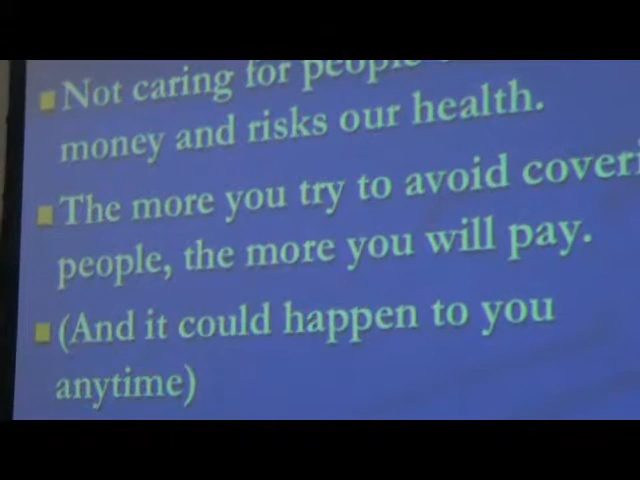 Not caring for people
money and risks our health.
The more you try to avoid
people, the more you will pay.
(And it could happen to you
anytime)